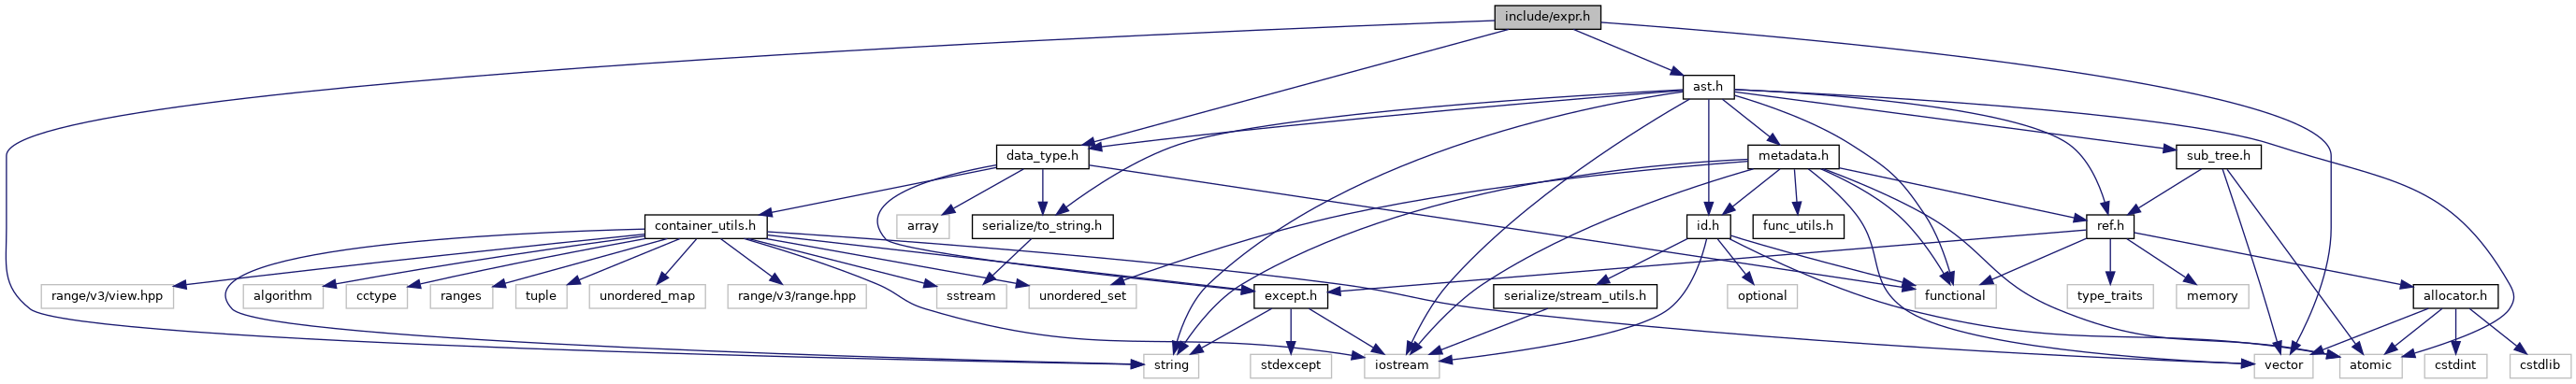 include/expr.h
ast.h
data_type.h
metadata.h
sub_tree.h
container_utils.h
array
serialize/to_string.h
id.h
func_utils.h
ref.h
range/v3/view.hpp
algorithm
cctype
ranges
tuple
unordered_map
range/v3/range.hpp
sstream
unordered_set
except.h
serialize/stream_utils.h
optional
functional
type_traits
memory
allocator.h
string
stdexcept
iostream
vector
atomic
cstdint
cstdlib